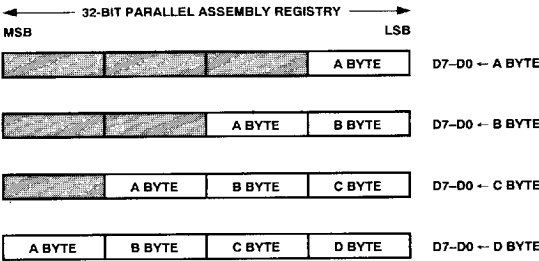 32-BIT PARALLEL ASSEMBLY REGISTRY
MSB LSB
A BYTE D7–D0 ← A BYTE
A BYTE B BYTE D7–D0 ← B BYTE
A BYTE B BYTE C BYTE D7–D0 ← C BYTE
A BYTE B BYTE C BYTE D BYTE D7–D0 ← D BYTE